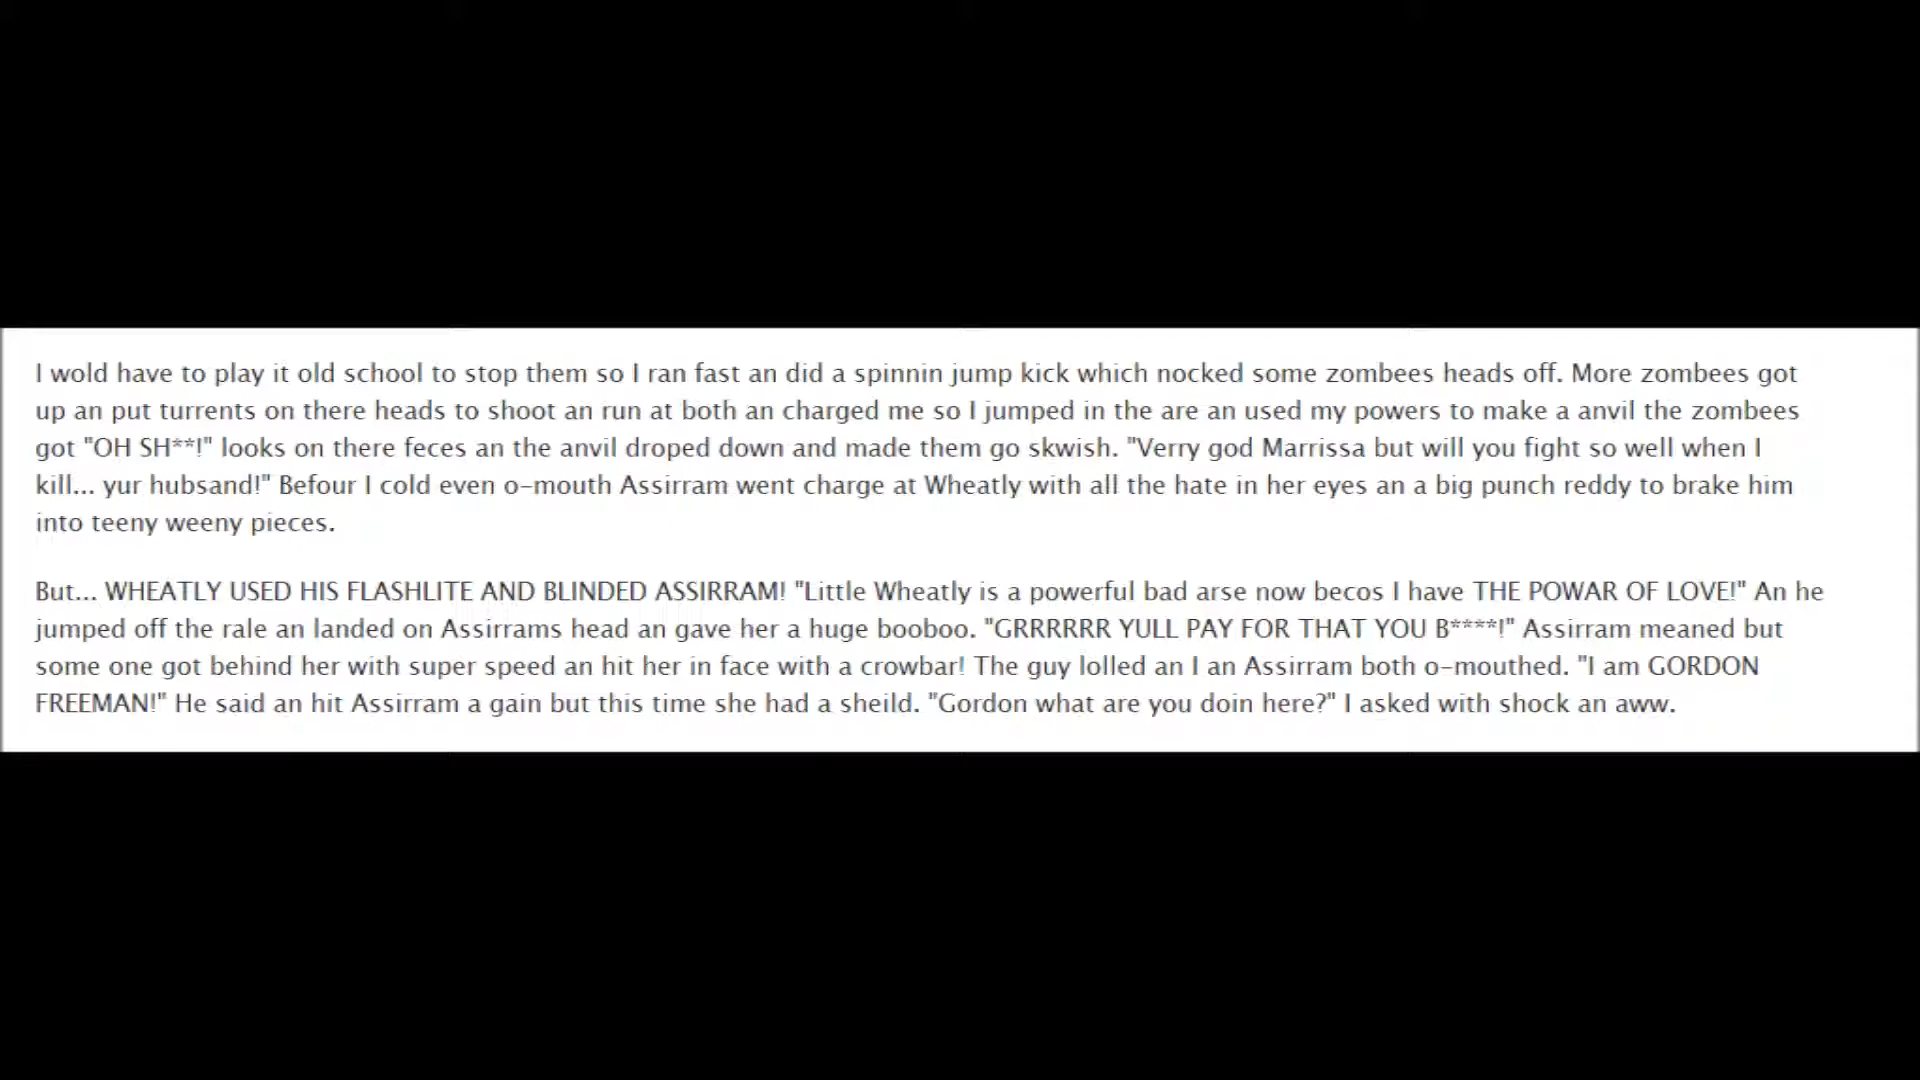 I wold have to play it old school to stop them so I ran fast an did a spinnin jump kick which nocked some zombees heads off. More zombees got
up an put turrents on there heads to shoot an run at both an charged me so I jumped in the are an used my powers to make a anvil the zombees
got "OH SH**!" looks on there feces an the anvil droped down and made them go skwish. "Verry god Marrissa but will you fight so well when I
kill... yur hubsand!" Befour I cold even o-mouth Assirram went charge at Wheatly with all the hate in her eyes an a big punch reddy to brake him
into teeny weeny pieces.
But... WHEATLY USED HIS FLASHLITE AND BLINDED ASSIRRAM! "Little Wheatly is a powerful bad arse now becos I have THE POWAR OF LOVE!" An he
jumped off the rale an landed on Assirrams head an gave her a huge booboo. "GRRRRRR YULL PAY FOR THAT YOU B****!" Assirram meaned but
some one got behind her with super speed an hit her in face with a crowbar! The guy lolled an I an Assirram both o-mouthed. "I am GORDON
FREEMAN!" He said an hit Assirram a gain but this time she had a sheild. "Gordon what are you doin here?" I asked with shock an aww.